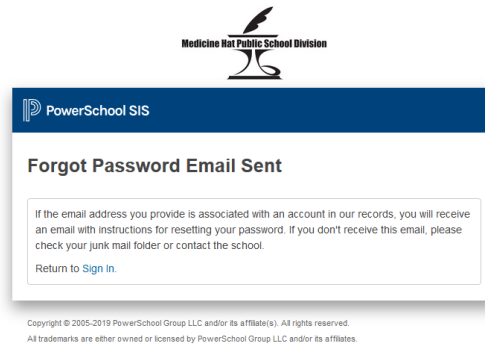 Medicine Hat Public School Division
PowerSchool SIS
Forgot Password Email Sent
If the email address you provide is associated with an account in our records, you will receive
an email with instructions for resetting your password. If you don't receive this email, please
check your junk mail folder or contact the school.
Return to Sign In.
Copyright © 2005-2019 PowerSchool Group LLC and/or its affiliate(s). All rights reserved.
All trademarks are either owned or licensed by PowerSchool Group LLC and/or its affiliates.